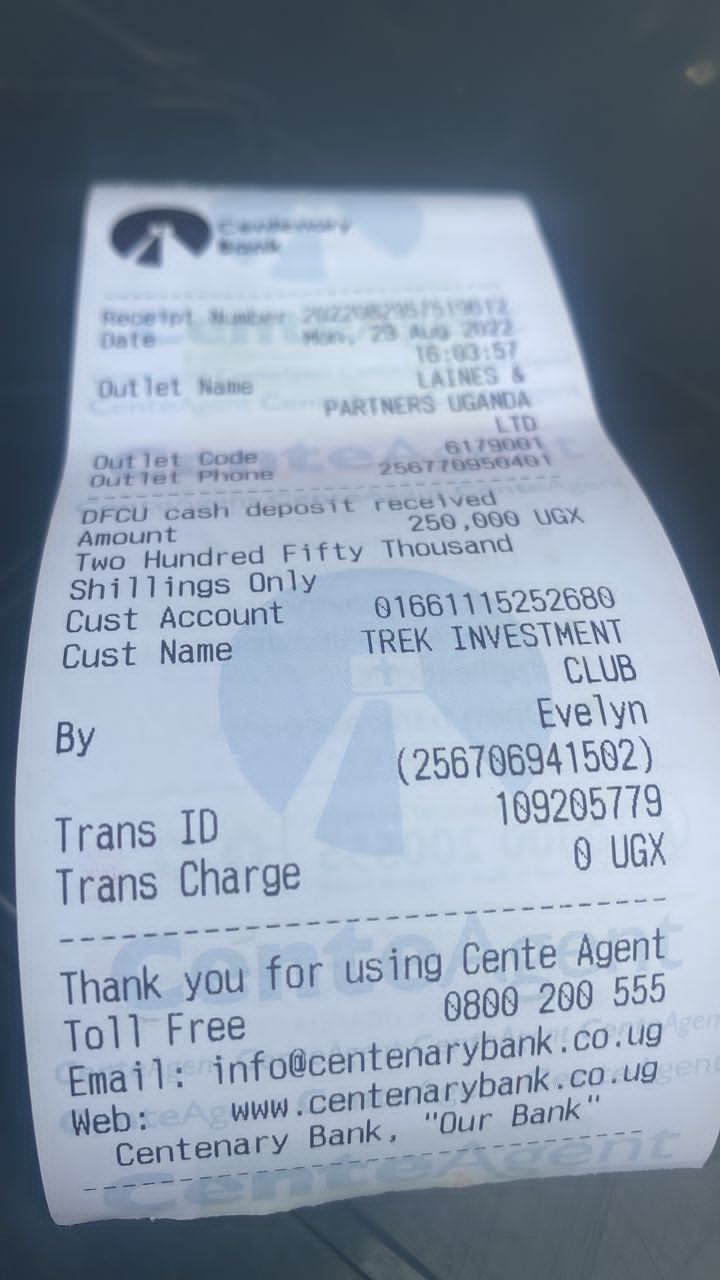 Centenary
Bank
Receipt Number
Date Mon, 29 Aug 2022
16:03:57
Outlet Name LAINES &
PARTNERS UGANDA
LTD
Outlet Code 6179001
Outlet Phone 256770950401
DFCU cash deposit received
Amount 250,000 UGX
Two Hundred Fifty Thousand
Shillings Only
Cust Account 01661115252680
Cust Name TREK INVESTMENT
CLUB
By Evelyn
(256706941502)
Trans ID 109205779
Trans Charge 0 UGX
Thank you for using Cente Agent
Toll Free 0800 200 555
Email: info@centenarybank.co.ug
Web: www.centenarybank.co.ug
Centenary Bank, "Our Bank"
CenteAgent